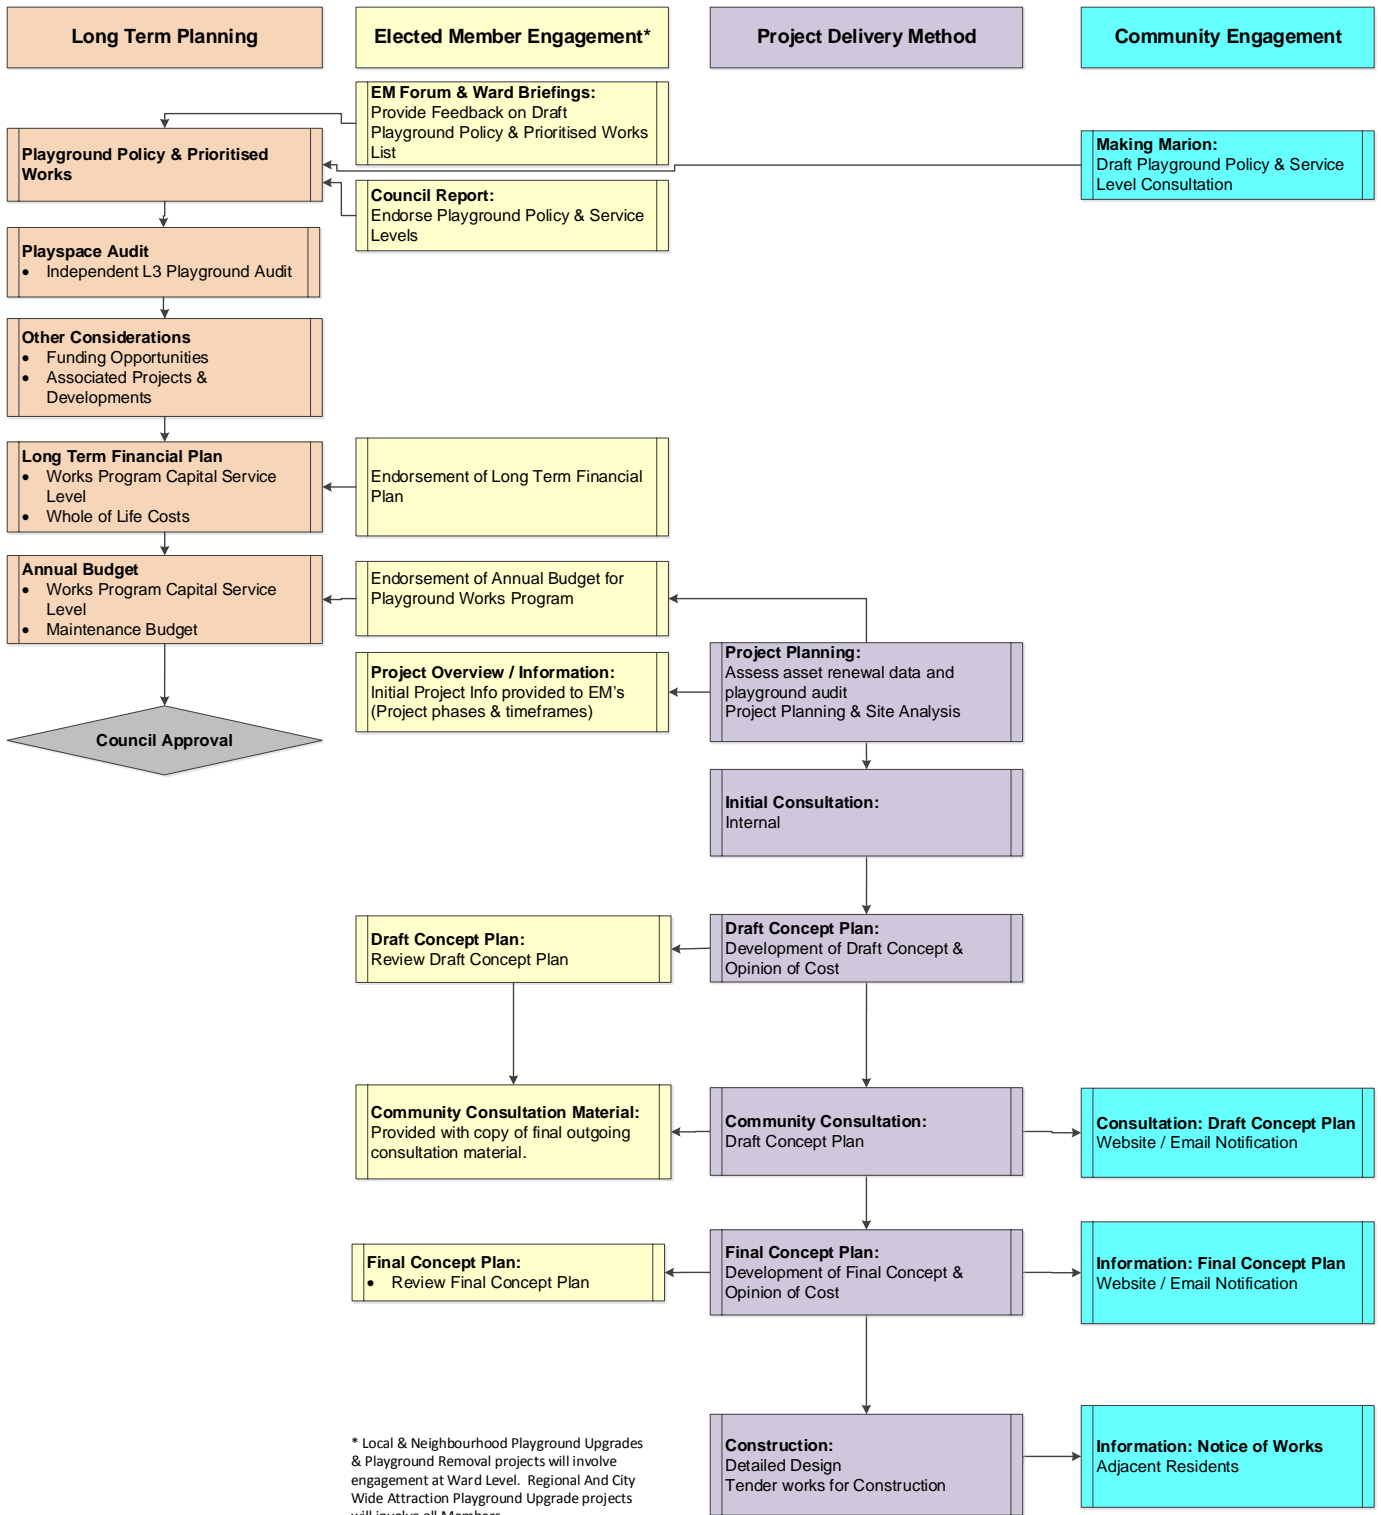 Long Term Planning
Elected Member Engagement*
Project Delivery Method
Community Engagement
EM Forum & Ward Briefings:
Provide Feedback on Draft
Playground Policy & Prioritised Works
List
Making Marion:
Draft Playground Policy & Service
Level Consultation
Playground Policy & Prioritised
Works
Council Report:
Endorse Playground Policy & Service
Levels
Playspace Audit
• Independent L3 Playground Audit
Other Considerations
• Funding Opportunities
• Associated Projects &
Developments
Long Term Financial Plan
• Works Program Capital Service
Level
• Whole of Life Costs
Endorsement of Long Term Financial
Plan
Annual Budget
• Works Program Capital Service
Level
• Maintenance Budget
Endorsement of Annual Budget for
Playground Works Program
Project Overview / Information:
Initial Project Info provided to EM's
(Project phases & timeframes)
Project Planning:
Assess asset renewal data and
playground audit
Project Planning & Site Analysis
Council Approval
Initial Consultation:
Internal
Draft Concept Plan:
Review Draft Concept Plan
Draft Concept Plan:
Development of Draft Concept &
Opinion of Cost
Community Consultation Material:
Provided with copy of final outgoing
consultation material.
Community Consultation:
Draft Concept Plan
Consultation: Draft Concept Plan
Website / Email Notification
Final Concept Plan:
• Review Final Concept Plan
Final Concept Plan:
Development of Final Concept &
Opinion of Cost
Information: Final Concept Plan
Website / Email Notification
* Local & Neighbourhood Playground Upgrades
& Playground Removal projects will involve
engagement at Ward Level. Regional And City
Wide Attraction Playground Upgrade projects
will involve all Members
Construction:
Detailed Design
Tender works for Construction
Information: Notice of Works
Adjacent Residents